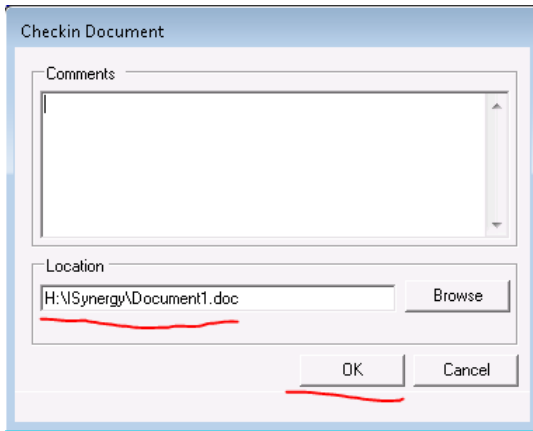 Checkin Document
Comments
Location
H:\ISynergy\Document1.doc
Browse
OK
Cancel